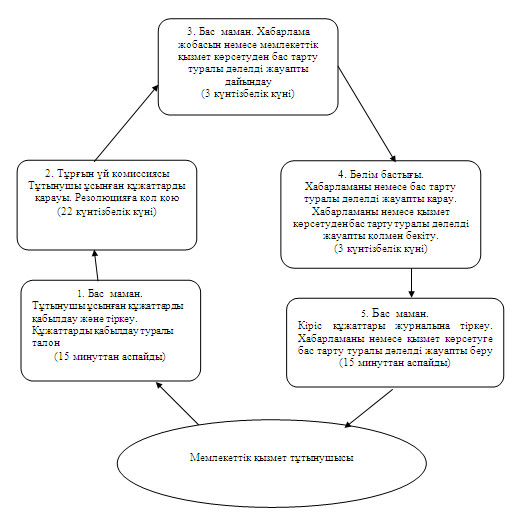 3. Бас маман. Хабарлама
жобасын немесе мемлекеттік
қызмет көрсетуден бас тарту
туралы дәлелді жауапты
дайындау
(3 күнтізбелік күні)
2. Тұрғын үй комиссиясы
Тұтынушы ұсынған құжаттарды
қарауы. Резолюцияға қол қою
(22 күнтізбелік күні)
4. Бөлім бастығы.
Хабарламаны немесе бас тарту
туралы дәлелді жауапты қарау.
Хабарламаны немесе қызмет
көрсетуден бас тарту туралы дәлелді
жауапты қолмен бекіту.
(3 күнтізбелік күні)
1. Бас маман.
Тұтынушы ұсынған құжаттарды
қабылдау және тіркеу.
Құжаттарды қабылдау туралы
талон
(15 минуттан аспайды)
5. Бас маман.
Кіріс құжаттары журналына тіркеу.
Хабарламаны немесе қызмет көрсетуге
бас тарту туралы дәлелді жауапты беру
(15 минуттан аспайды)
Мемлекеттік қызмет тұтынушысы